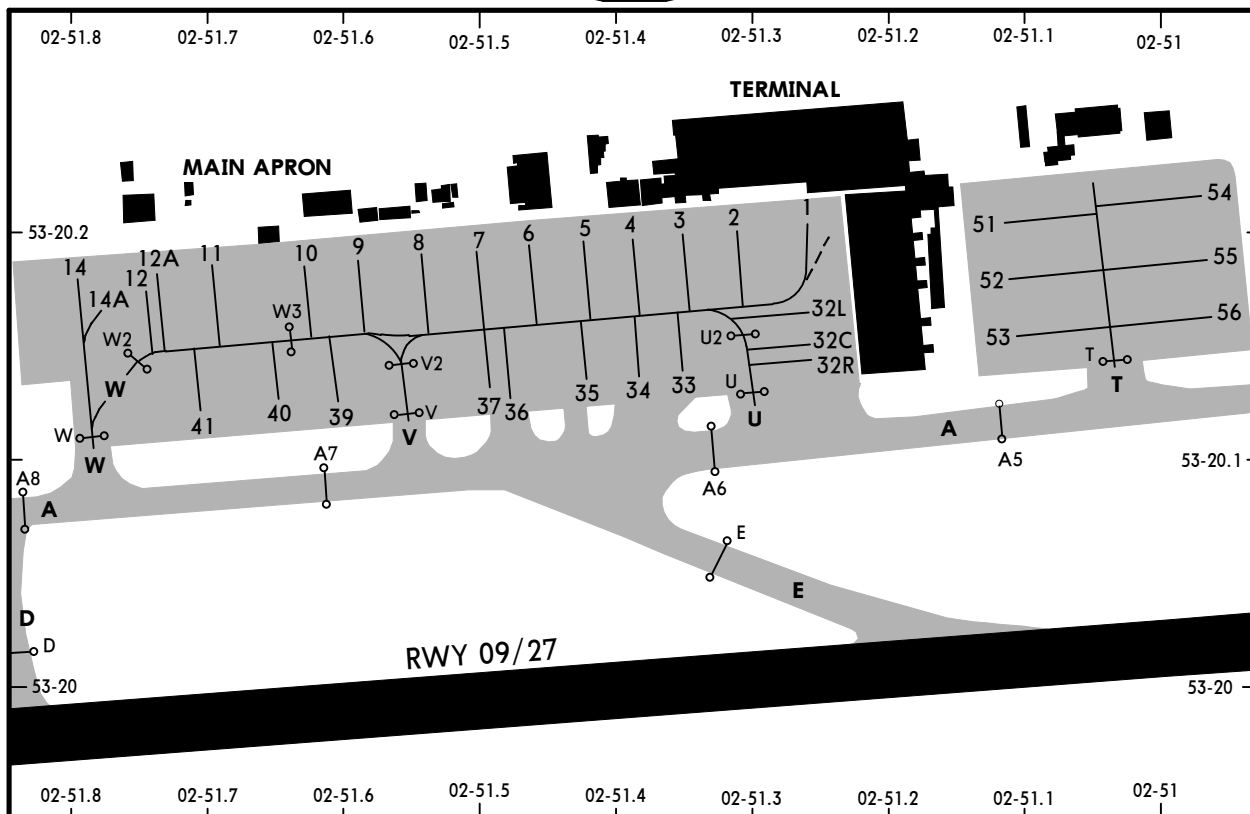 02-51.8 02-51.7 02-51.6 02-51.5 02-51.4 02-51.3 02-51.2 02-51.1 02-51
TERMINAL
MAIN APRON
53-20.2
14 12 12A 11 10 9 8 7 6 5 4 3 2 1
51 54
52 55
53 56
14A
W3
W2
32L
U2
32C
32R
V2
T
T
W
U
U
41 40 39 37 36 35 34 33
V
V
W
W
A
A5
A6
A7
A8
A
53-20.1
E
E
D
D
RWY 09/27
53-20 53-20
02-51.8 02-51.7 02-51.6 02-51.5 02-51.4 02-51.3 02-51.2 02-51.1 02-51